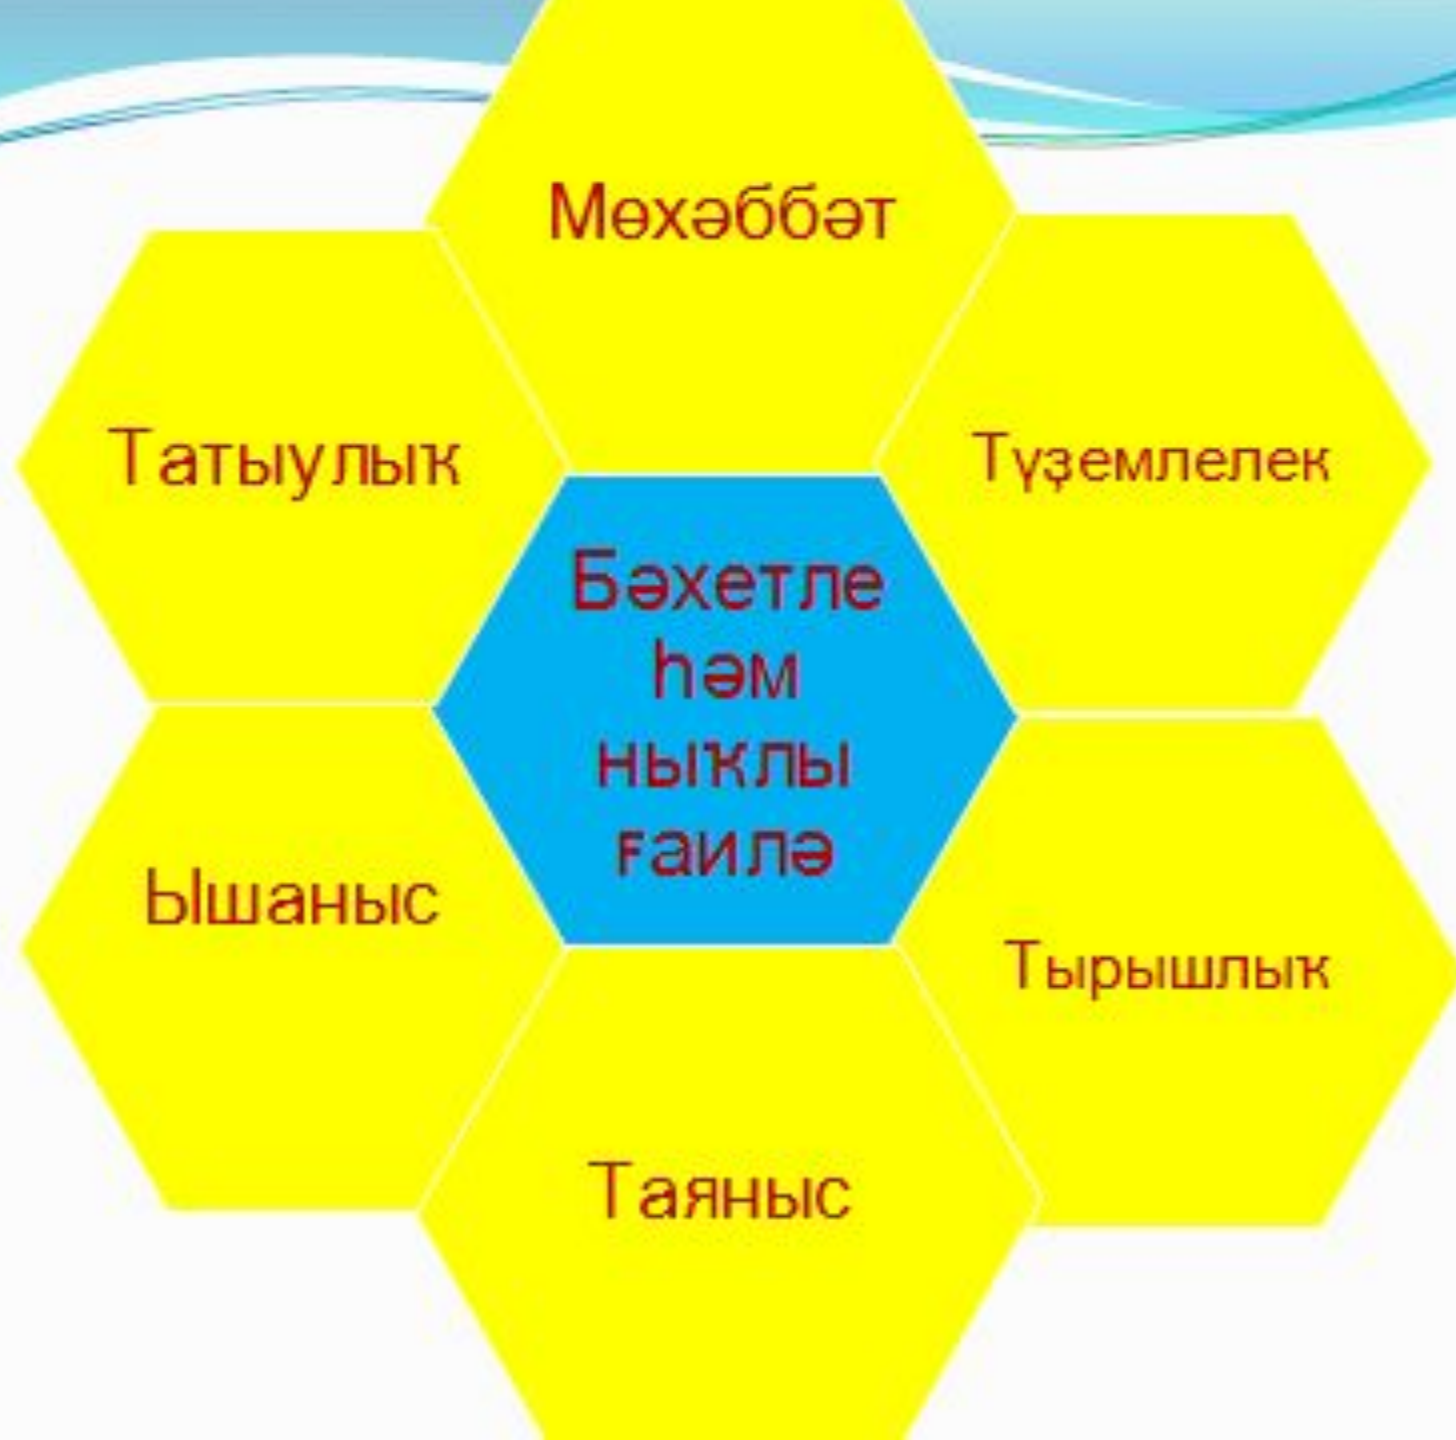 Мөхәббәт
Татыулыҡ
Түҙемлелек
Бәхетле
һәм
ныҡлы
ғаилә
Ышаныс
Тырышлыҡ
Таяныс